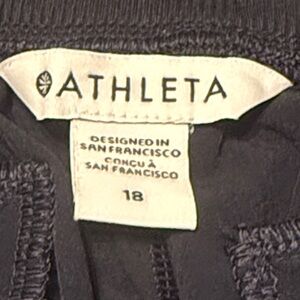 ATHLETA
DESIGNED IN
SAN FRANCISCO
CONÇU À
SAN FRANCISCO
18